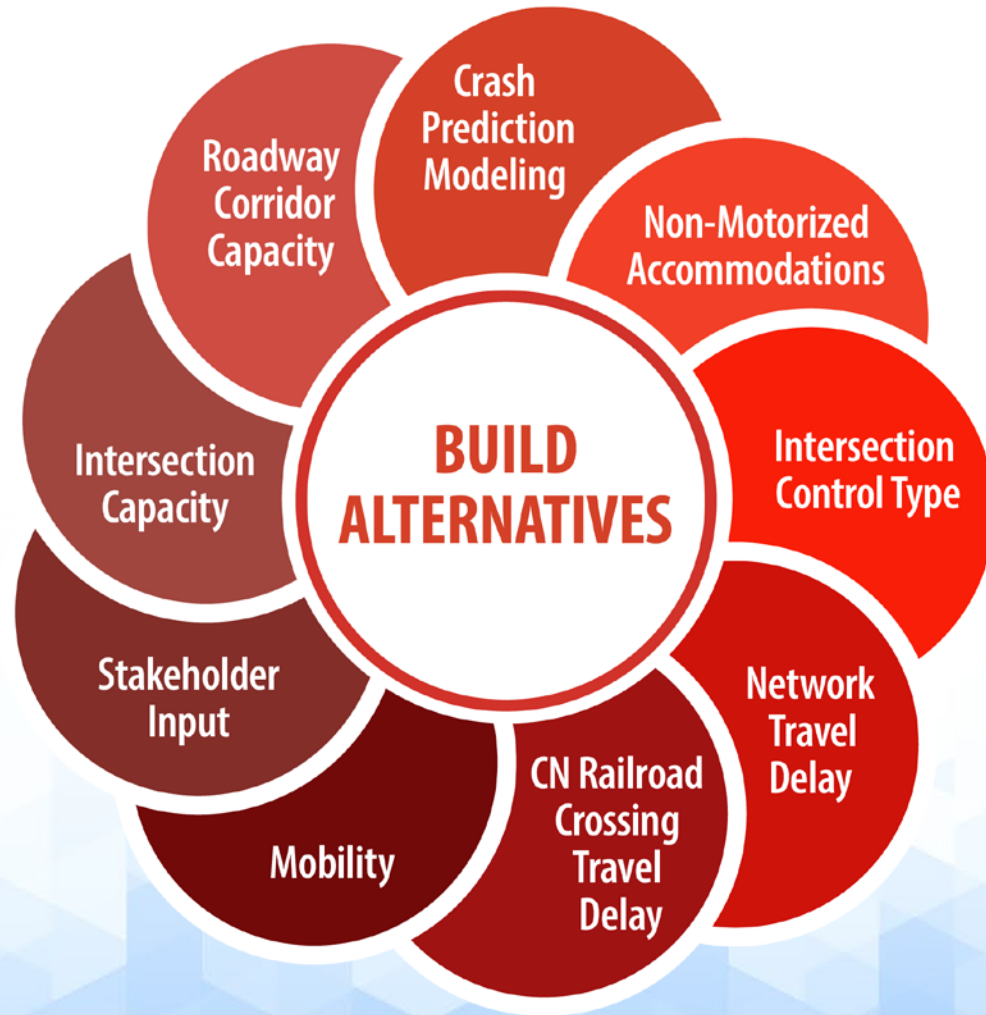 Crash
Prediction
Modeling
Non-Motorized
Accommodations
Intersection
Control Type
Network
Travel
Delay
CN Railroad
Crossing
Travel
Delay
Mobility
Stakeholder
Input
Intersection
Capacity
Roadway
Corridor
Capacity
BUILD
ALTERNATIVES